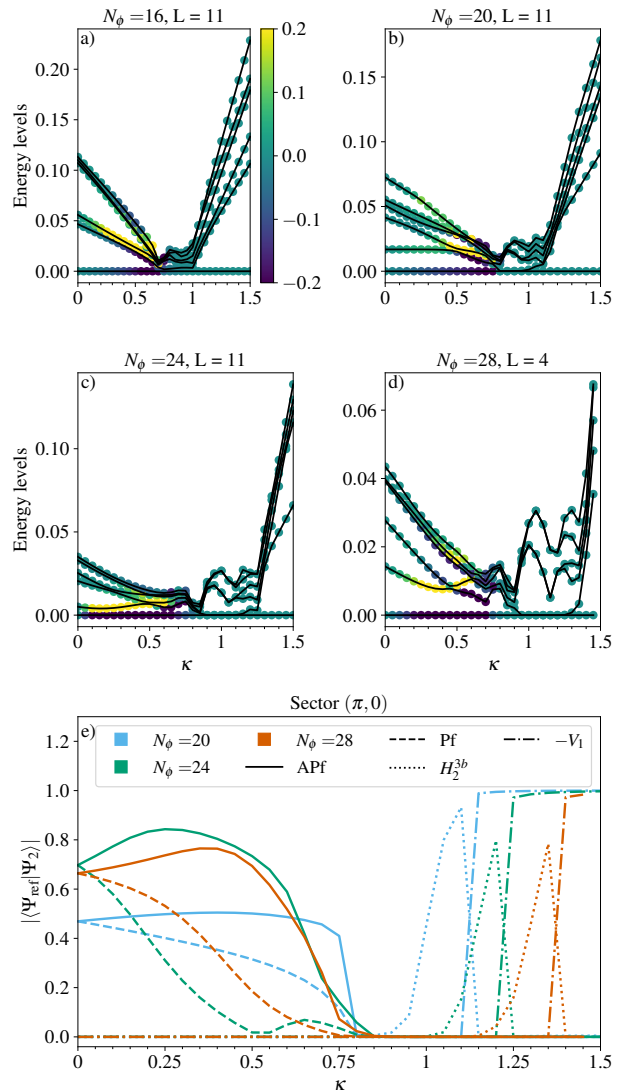 N_ϕ =16, L = 11
N_ϕ =20, L = 11
a)
b)
Energy levels
0.20
0.15
0.10
0.05
0.00
0
0.5
1
1.5
0.2
0.1
0.0
−0.1
−0.2
0.15
0.10
0.05
0.00
0
0.5
1
1.5
N_ϕ =24, L = 11
N_ϕ =28, L = 4
c)
d)
Energy levels
0.10
0.05
0.00
0
0.5
1
1.5
κ
0.06
0.04
0.02
0.00
0
0.5
1
1.5
κ
Sector (π, 0)
e)
N_ϕ =20
N_ϕ =28
Pf
−V_1
N_ϕ =24
APf
H_2^{3b}
|⟨Ψ_ref|Ψ_2⟩|
1.2
1.0
0.8
0.6
0.4
0.2
0.0
0
0.25
0.5
0.75
1
1.25
1.5
κ